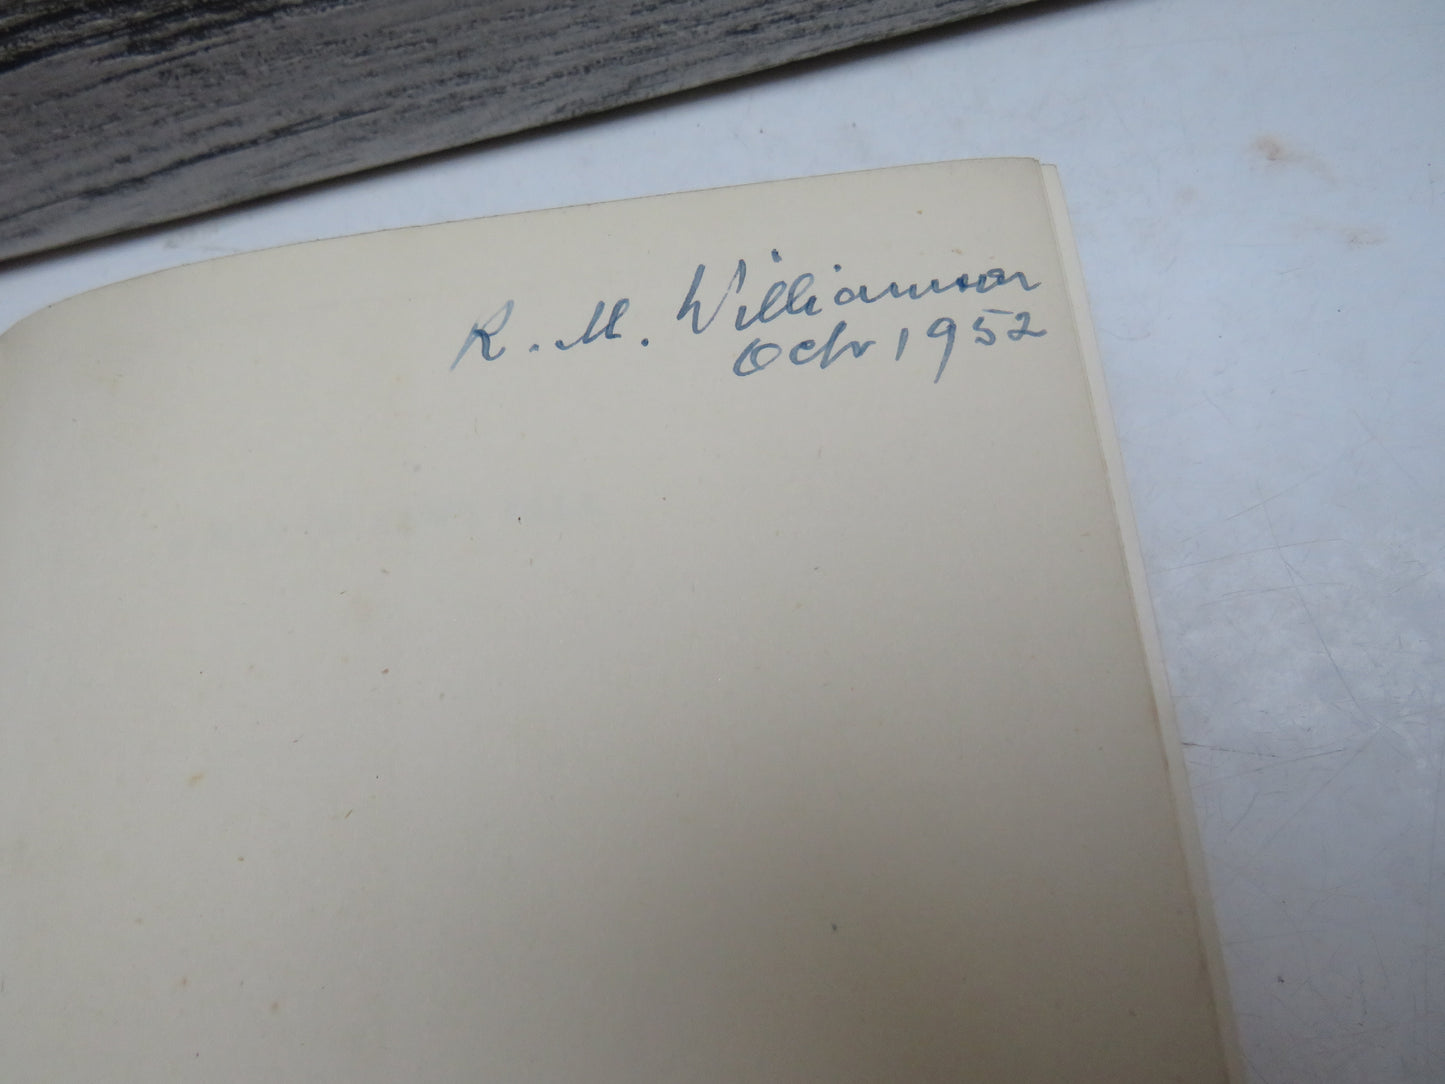 R. M. Williamson
Octr 1952